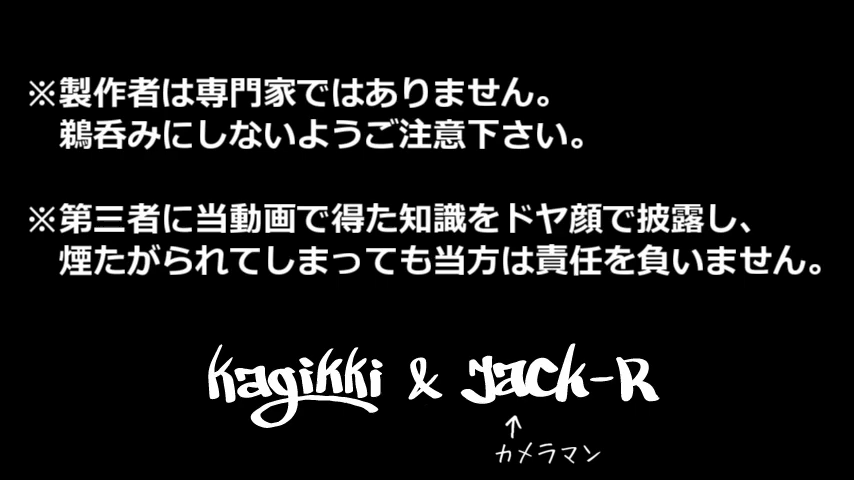 ※製作者は専門家ではありません。
鵜呑みにしないようご注意下さい。
※第三者に当動画で得た知識をドヤ顔で披露し、
煙たがられてしまっても当方は責任を負いません。
kagikki & Jack-R
↑
カメラマン